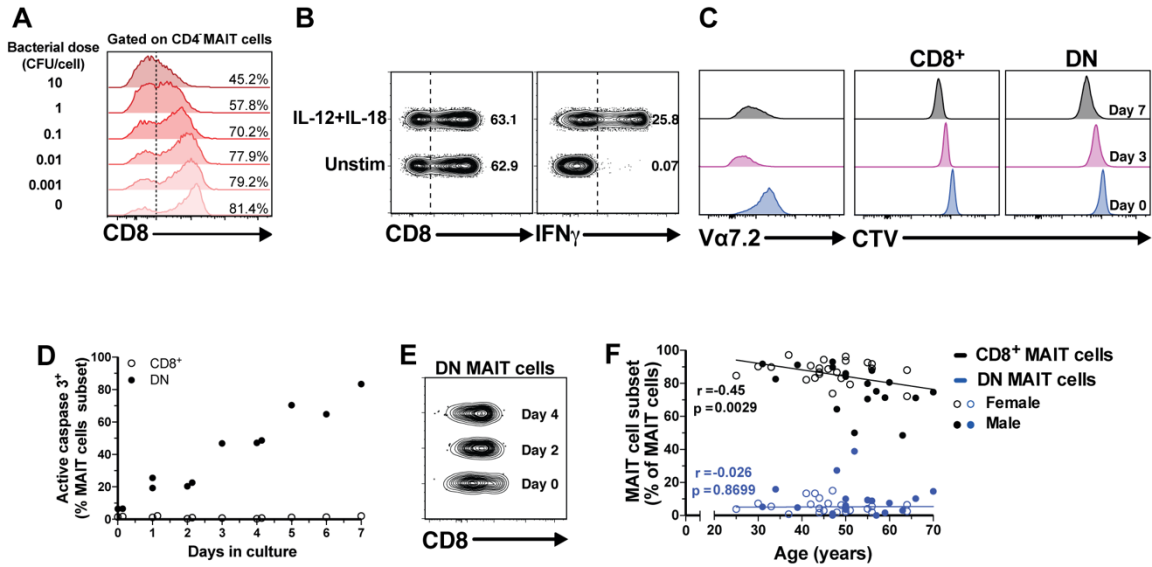 A
Bacterial dose
(CFU/cell)
Gated on CD4-MAIT cells
10
1
0.1
0.01
0.001
0
45.2%
57.8%
70.2%
77.9%
79.2%
81.4%
CD8
B
IL-12+IL-18
Unstim
63.1
62.9
25.8
0.07
CD8
IFNγ
C
CD8+
DN
Day 7
Day 3
Day 0
Vα7.2
CTV
D
CD8+
DN
Active caspase 3+
(% MAIT cells subset)
100
80
60
40
20
0
0 1 2 3 4 5 6 7
Days in culture
E
DN MAIT cells
Day 4
Day 2
Day 0
CD8
F
MAIT cell subset
(% of MAIT cells)
100
80
60
40
20
0
r=-0.45
p=0.0029
r=-0.026
p=0.8699
0 20 30 40 50 60 70
Age (years)
CD8+ MAIT cells
DN MAIT cells
Female
Male